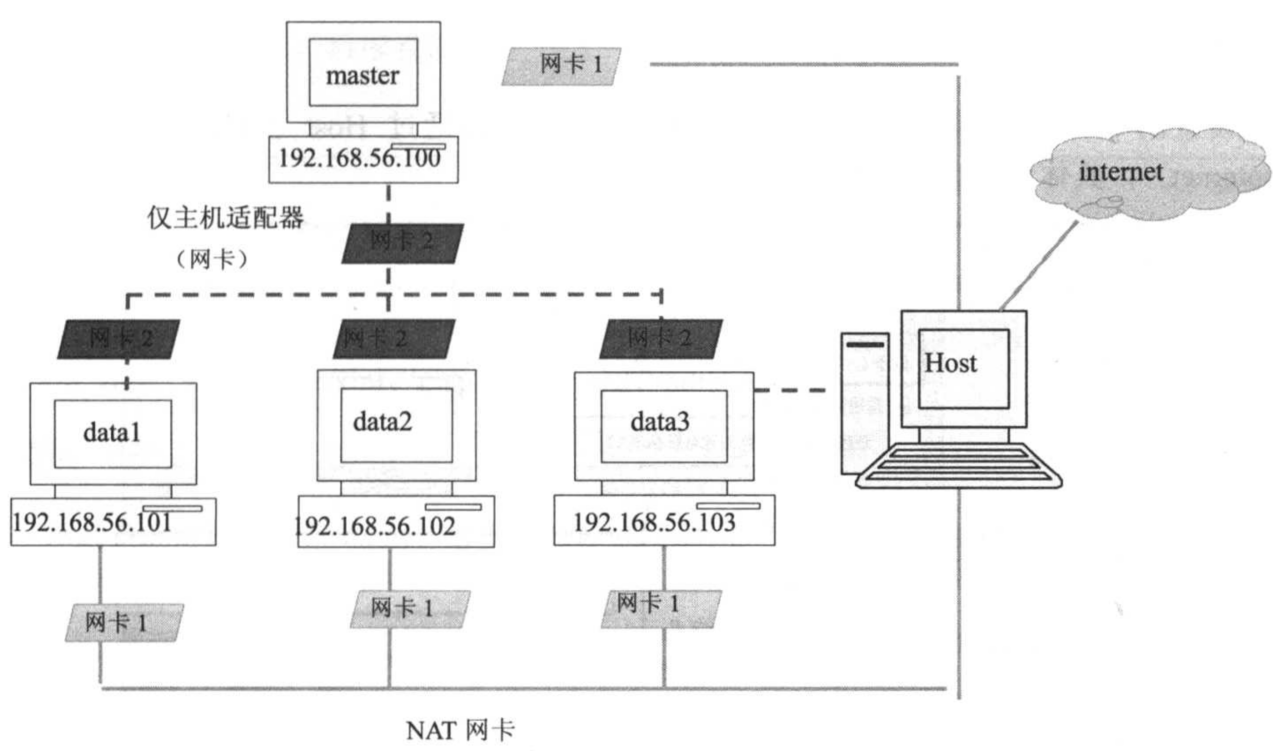 master
网卡 1
192.168.56.100
internet
仅主机适配器
网卡 2
（网卡）
网卡 2
网卡 2
网卡 2
Host
data1
data2
data3
192.168.56.101
192.168.56.102
192.168.56.103
网卡 1
网卡 1
网卡 1
NAT 网卡